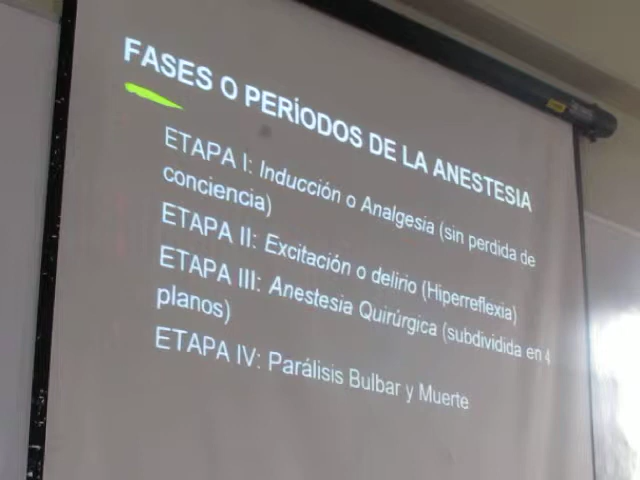 FASES O PERÍODOS DE LA ANESTESIA
ETAPA I: Inducción o Analgesia (sin perdida de
conciencia)
ETAPA II: Excitación o delirio (Hiperreflexia)
ETAPA III: Anestesia Quirúrgica (subdividida en 4
planos)
ETAPA IV: Parálisis Bulbar y Muerte